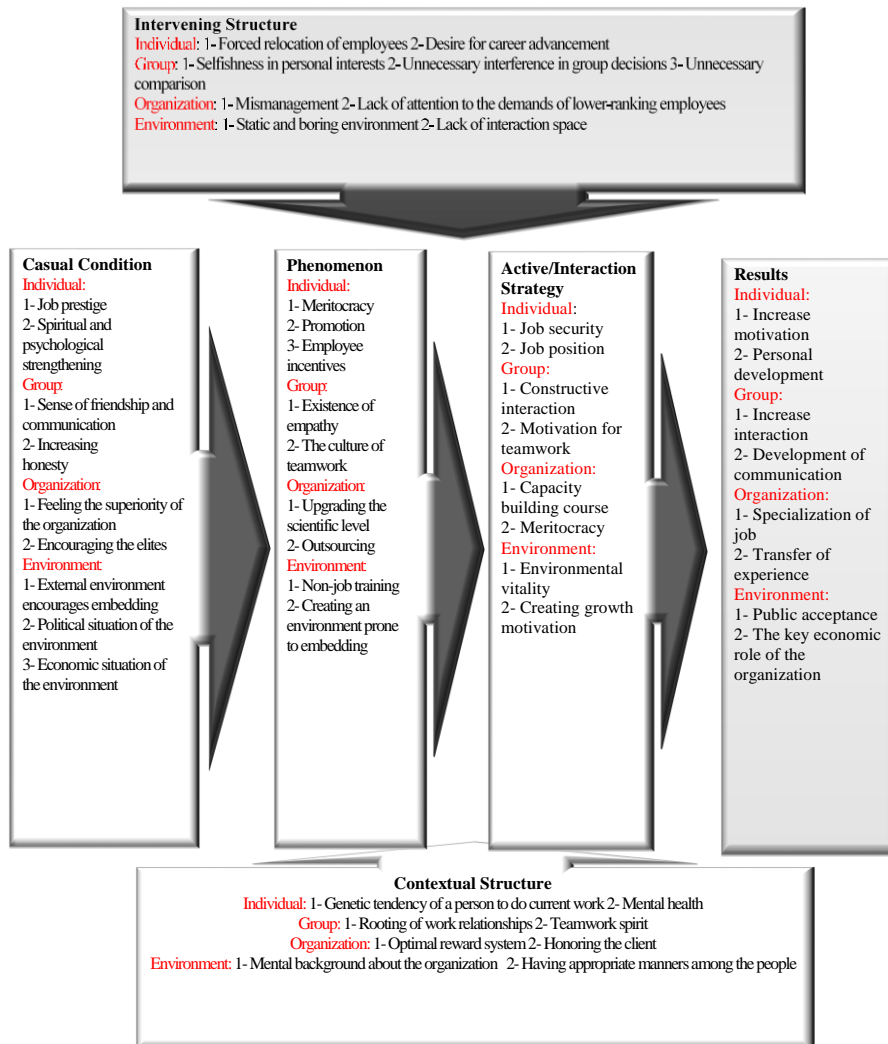 Intervening Structure
Individual: 1- Forced relocation of employees 2- Desire for career advancement
Group: 1- Selfishness in personal interests 2- Unnecessary interference in group decisions 3- Unnecessary
comparison
Organization: 1- Mismanagement 2- Lack of attention to the demands of lower-ranking employees
Environment: 1- Static and boring environment 2- Lack of interaction space
Casual Condition
Individual:
1- Job prestige
2- Spiritual and
psychological
strengthening
Group:
1- Sense of friendship and
communication
2- Increasing
honesty
Organization:
1- Feeling the superiority of
the organization
2- Encouraging the elites
Environment:
1- External environment
encourages embedding
2- Political situation of the
environment
3- Economic situation of
the environment
Phenomenon
Individual:
1- Meritocracy
2- Promotion
3- Employee
incentives
Group:
1- Existence of
empathy
2- The culture of
teamwork
Organization:
1- Upgrading the
scientific level
2- Outsourcing
Environment:
1- Non-job training
2- Creating an
environment prone
to embedding
Active/Interaction
Strategy
Individual:
1- Job security
2- Job position
Group:
1- Constructive
interaction
2- Motivation for
teamwork
Organization:
1- Capacity
building course
2- Meritocracy
Environment:
1- Environmental
vitality
2- Creating growth
motivation
Results
Individual:
1- Increase
motivation
2- Personal
development
Group:
1- Increase
interaction
2- Development of
communication
Organization:
1- Specialization of
job
2- Transfer of
experience
Environment:
1- Public acceptance
2- The key economic
role of the
organization
Contextual Structure
Individual: 1- Genetic tendency of a person to do current work 2- Mental health
Group: 1- Rooting of work relationships 2- Teamwork spirit
Organization: 1- Optimal reward system 2- Honoring the client
Environment: 1- Mental background about the organization 2- Having appropriate manners among the people